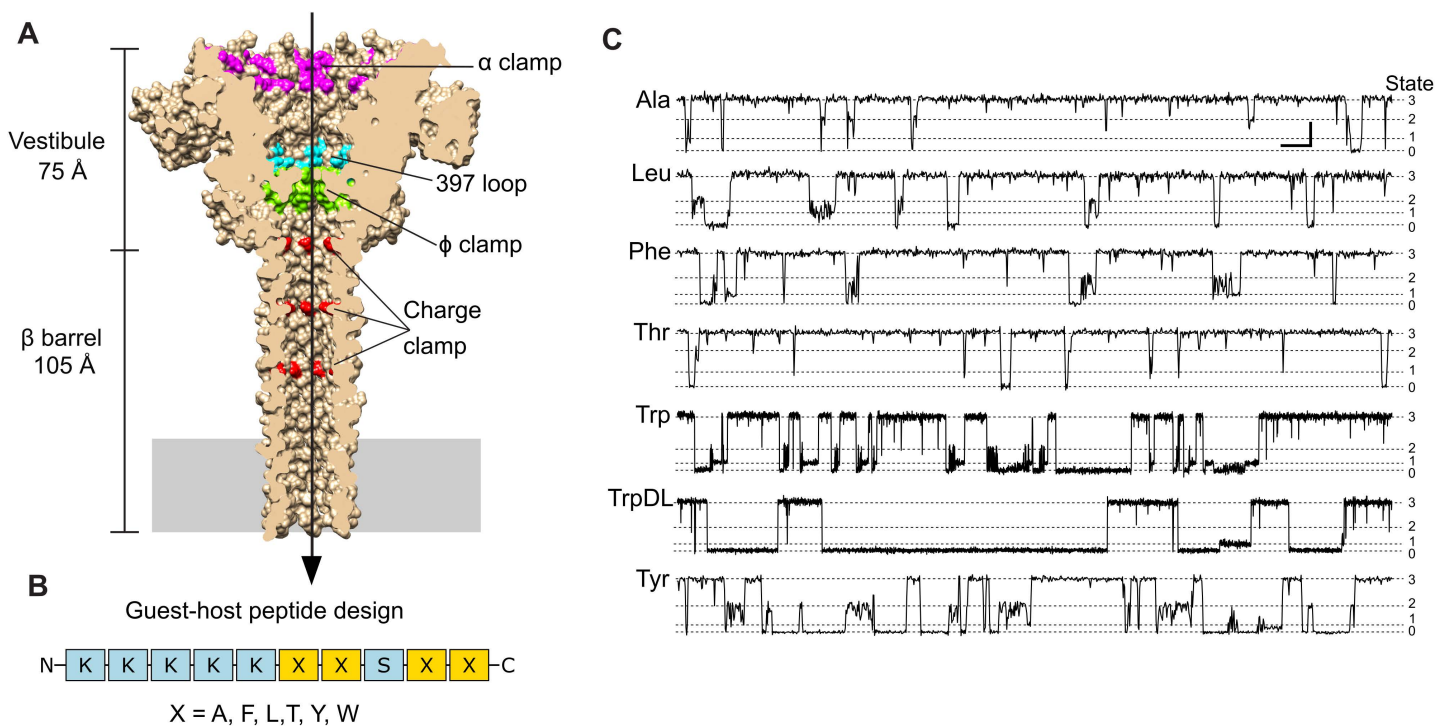 A
α clamp
Vestibule
75 Å
397 loop
ϕ clamp
Charge
clamp
β barrel
105 Å
B
Guest-host peptide design
N K K K K K X X S X X C
X = A, F, L,T, Y, W
C
State
Ala
3
2
1
0
Leu
3
2
1
0
Phe
3
2
1
0
Thr
3
2
1
0
Trp
3
2
1
0
TrpDL
3
2
1
0
Tyr
3
2
1
0